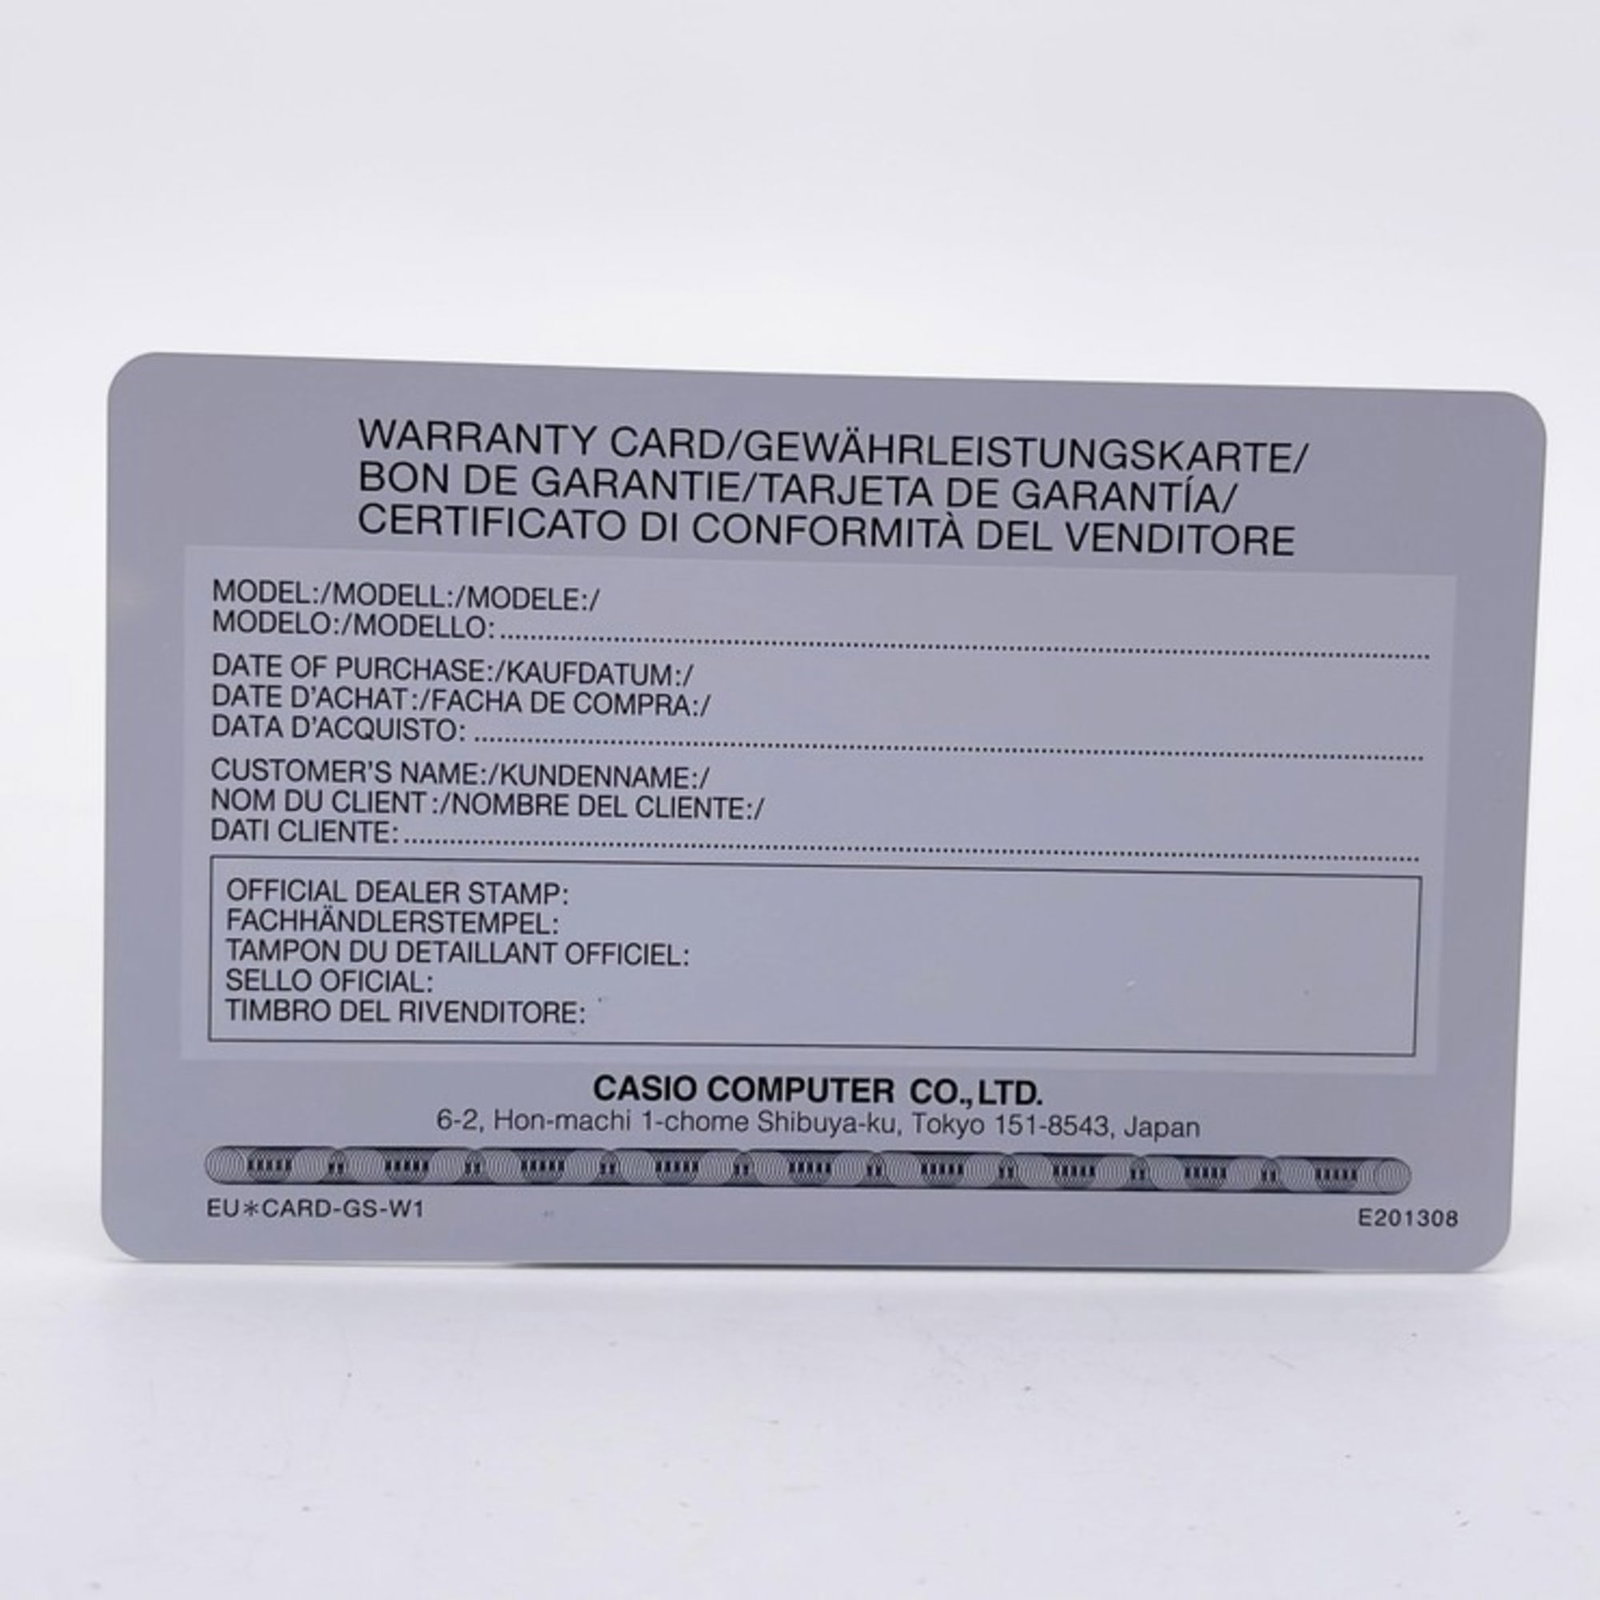 WARRANTY CARD/GEWÄHRLEISTUNGSKARTE/
BON DE GARANTIE/TARJETA DE GARANTÍA/
CERTIFICATO DI CONFORMITÀ DEL VENDITORE
MODEL:/MODELL:/MODELE:/
MODELO:/MODELLO:
DATE OF PURCHASE:/KAUFDATUM:/
DATE D'ACHAT:/FACHA DE COMPRA:/
DATA D'ACQUISTO:
CUSTOMER'S NAME:/KUNDENNAME:/
NOM DU CLIENT:/NOMBRE DEL CLIENTE:/
DATI CLIENTE:
OFFICIAL DEALER STAMP:
FACHHÄNDLERSTEMPEL:
TAMPON DU DETAILLANT OFFICIEL:
SELLO OFICIAL:
TIMBRO DEL RIVENDITORE:
CASIO COMPUTER CO., LTD.
6-2, Hon-machi 1-chome Shibuya-ku, Tokyo 151-8543, Japan
EU*CARD-GS-W1
E201308